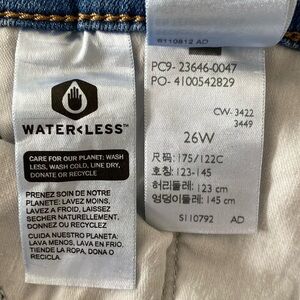 WATER<LESS™
CARE FOR OUR PLANET: WASH
LESS, WASH COLD, LINE DRY,
DONATE OR RECYCLE
PRENEZ SOIN DE NOTRE
PLANETE: LAVEZ MOINS,
LAVEZ A FROID, LAISSEZ
SECHER NATURELLEMENT.
DONNEZ OU RECYCLEZ
CUIDA NUESTRO PLANETA:
LAVA MENOS, LAVA EN FRIO.
TIENDE LA ROPA, DONA O
RECICLA.
S110812 AD
PC9- 23646-0047
PO- 4100542829
CW- 3422
3449
26W
尺码: 175/122C
호칭: 123-145
허리둘레: 123 cm
엉덩이둘레: 145 cm
S110792 AD